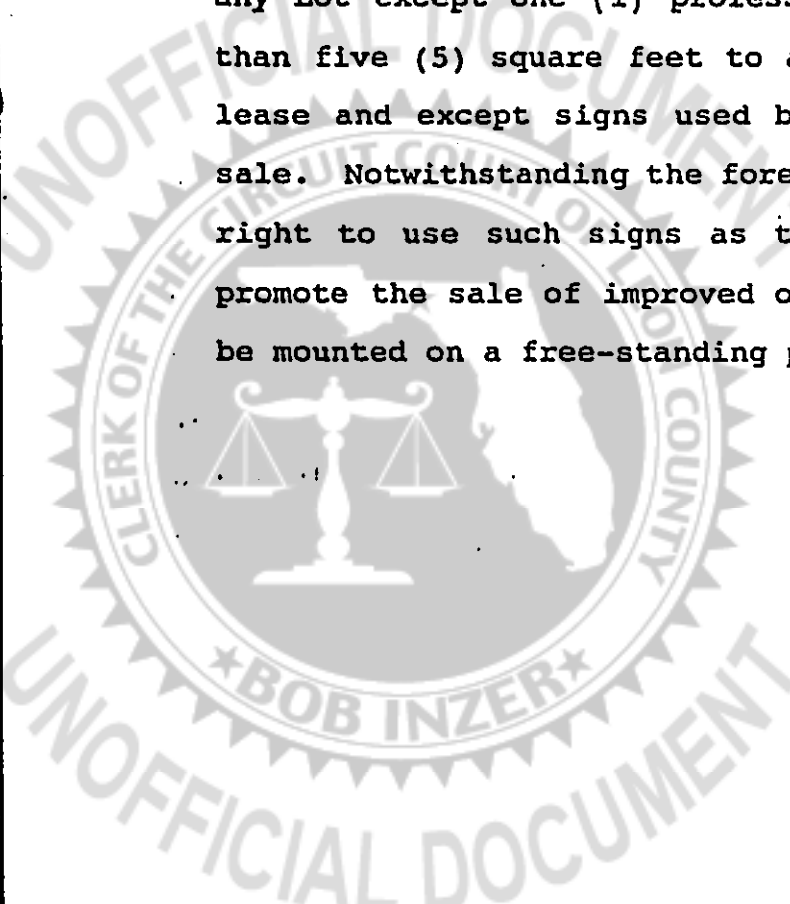 any Lot except one (1) profess
than five (5) square feet to a
lease and except signs used b
sale. Notwithstanding the fore
right to use such signs as t
promote the sale of improved o
be mounted on a free-standing p
UNOFFICIAL DOCUMENT
CLERK OF THE CIRCUIT COURT LEON COUNTY
BOB INZER
UNOFFICIAL DOCUMENT